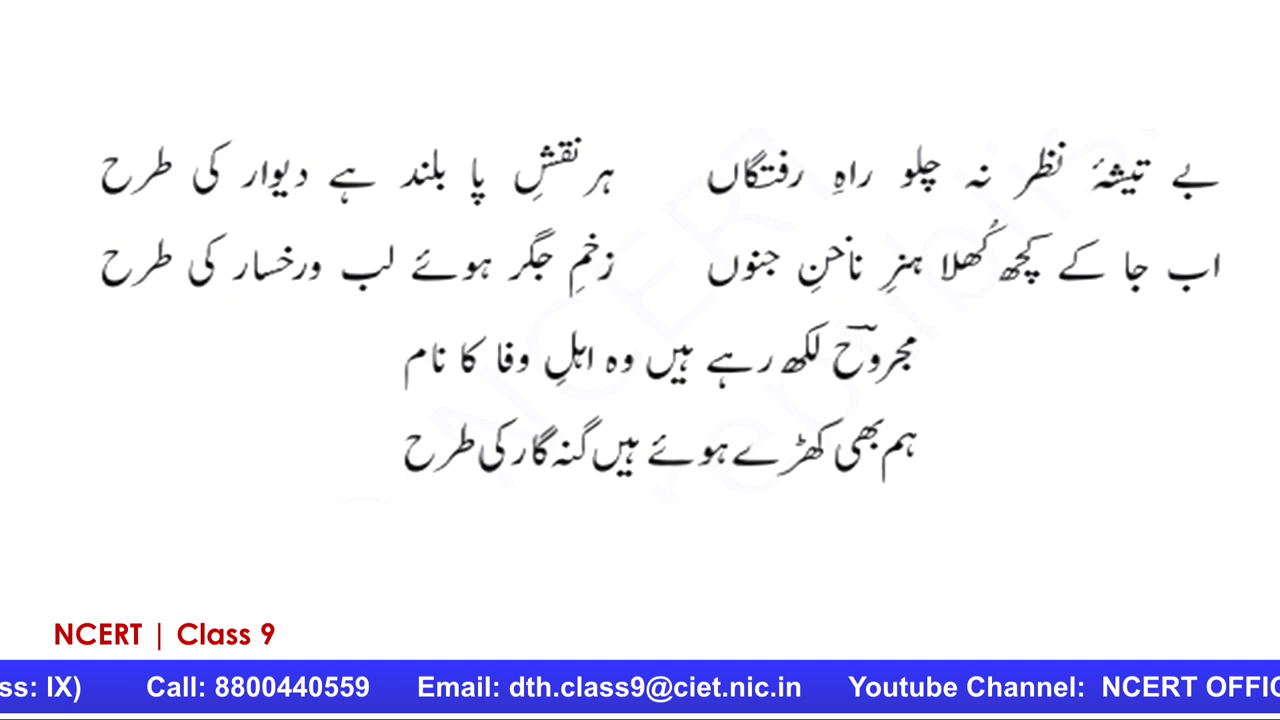 بے تیشۂ نظر نہ چلو راہِ رفتگاں ہر نقشِ پا بلند ہے دیوار کی طرح
اب جا کے کچھ کھُلا ہنرِ ناخنِ جنوں زخمِ جگر ہوئے لب ورخسار کی طرح
مجروحؔ لکھ رہے ہیں وہ اہلِ وفا کا نام
ہم بھی کھڑے ہوئے ہیں گنہ گار کی طرح
NCERT | Class 9
ss: IX) Call: 8800440559 Email: dth.class9@ciet.nic.in Youtube Channel: NCERT OFFIC